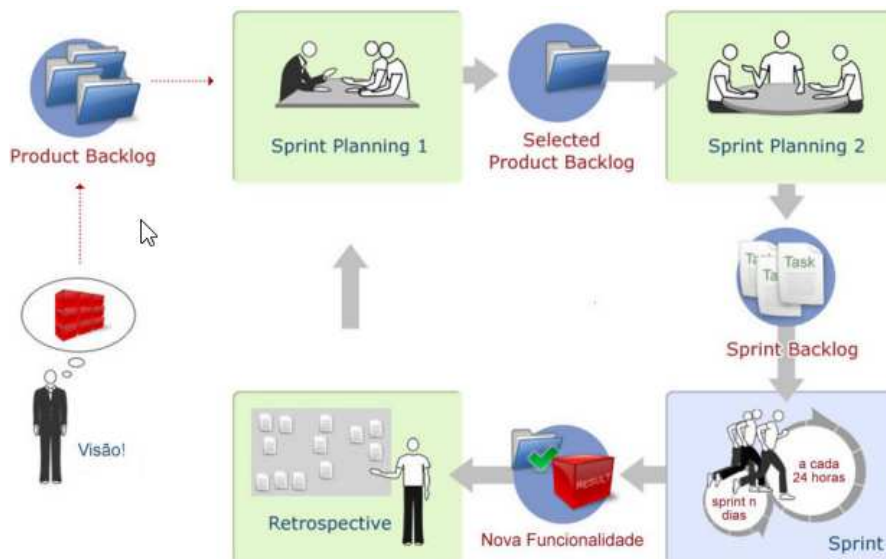 Product Backlog
Sprint Planning 1
Selected
Product Backlog
Sprint Planning 2
Task
Sprint Backlog
Visão!
Retrospective
RESULT
Nova Funcionalidade
sprint n
dias
a cada
24 horas
Sprint